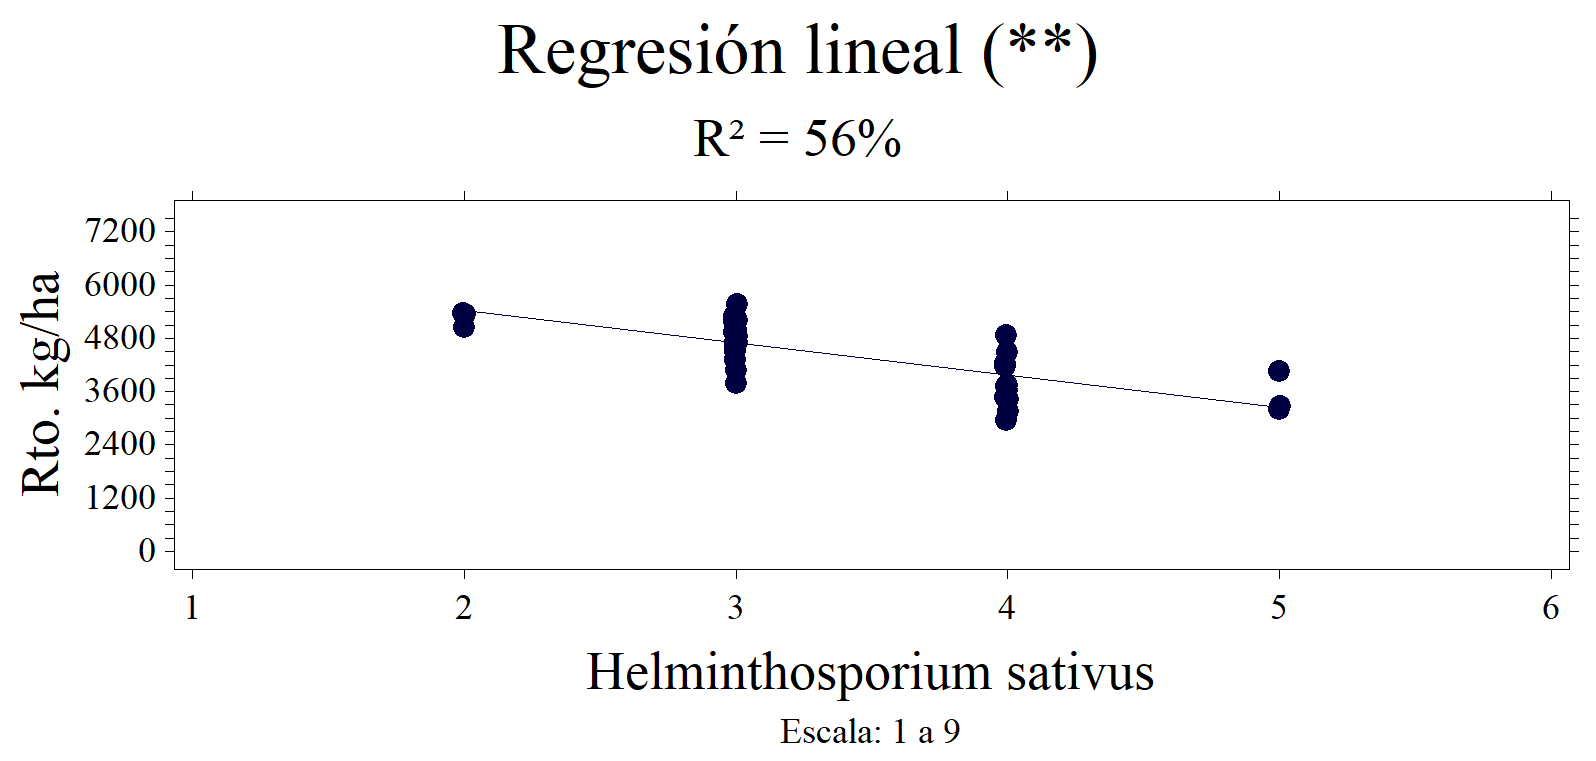 Regresión lineal (**)
R² = 56%
Rto. kg/ha
7200
6000
4800
3600
2400
1200
0
1 2 3 4 5 6
Helminthosporium sativus
Escala: 1 a 9